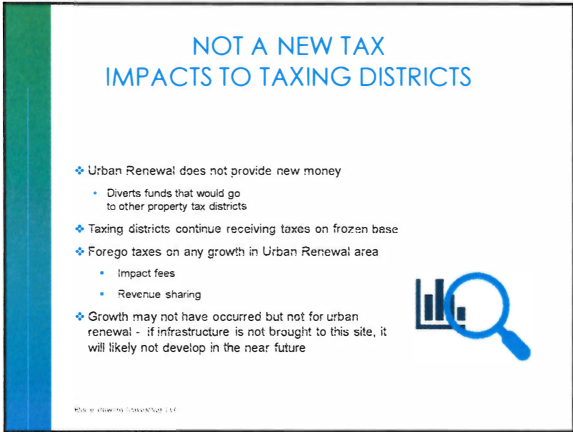 NOT A NEW TAX
IMPACTS TO TAXING DISTRICTS
Urban Renewal does not provide new money
Diverts funds that would go
to other property tax districts
Taxing districts continue receiving taxes on frozen base
Forego taxes on any growth in Urban Renewal area
Impact fees
Revenue sharing
Growth may not have occurred but not for urban
renewal - if infrastructure is not brought to this site, it
will likely not develop in the near future
Consulting LLC